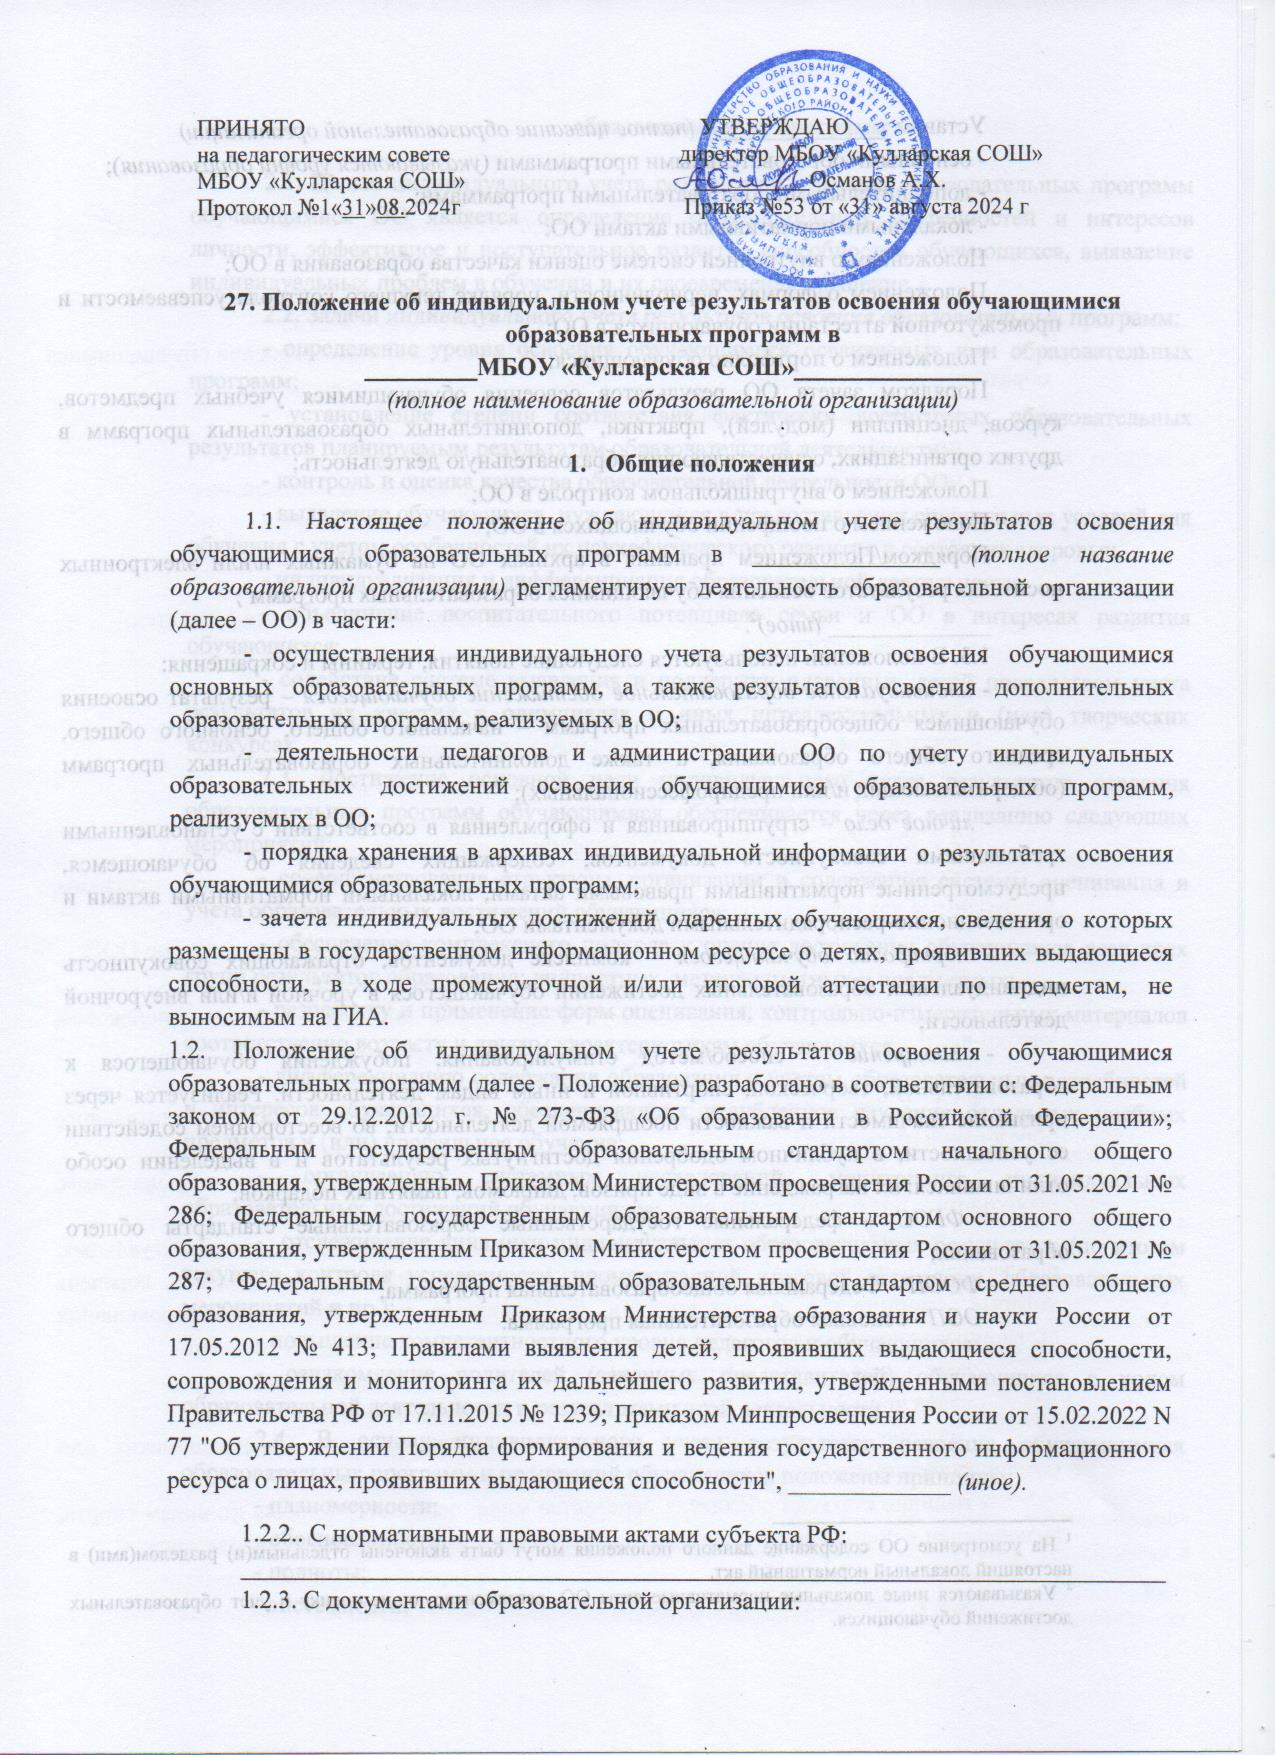 ПРИНЯТО
на педагогическим совете
МБОУ «Кулларская СОШ»
Протокол №1«31»08.2024г
УТВЕРЖДАЮ
директор МБОУ «Кулларская СОШ»
Османов А.Х.
Приказ №53 от «31» августа 2024 г
27. Положение об индивидуальном учете результатов освоения обучающимися
образовательных программ в
_________МБОУ «Кулларская СОШ»_______________
(полное наименование образовательной организации)
1. Общие положения
1.1. Настоящее положение об индивидуальном учете результатов освоения
обучающимися образовательных программ в _______________ (полное название
образовательной организации) регламентирует деятельность образовательной организации
(далее – ОО) в части:
- осуществления индивидуального учета результатов освоения обучающимися
основных образовательных программ, а также результатов освоения дополнительных
образовательных программ, реализуемых в ОО;
- деятельности педагогов и администрации ОО по учету индивидуальных
образовательных достижений освоения обучающимися образовательных программ,
реализуемых в ОО;
- порядка хранения в архивах индивидуальной информации о результатах освоения
обучающимися образовательных программ;
- зачета индивидуальных достижений одаренных обучающихся, сведения о которых
размещены в государственном информационном ресурсе о детях, проявивших выдающиеся
способности, в ходе промежуточной и/или итоговой аттестации по предметам, не
выносимым на ГИА.
1.2. Положение об индивидуальном учете результатов освоения обучающимися
образовательных программ (далее - Положение) разработано в соответствии с: Федеральным
законом от 29.12.2012 г. № 273-ФЗ «Об образовании в Российской Федерации»;
Федеральным государственным образовательным стандартом начального общего
образования, утвержденным Приказом Министерством просвещения России от 31.05.2021 №
286; Федеральным государственным образовательным стандартом основного общего
образования, утвержденным Приказом Министерством просвещения России от 31.05.2021 №
287; Федеральным государственным образовательным стандартом среднего общего
образования, утвержденным Приказом Министерства образования и науки России от
17.05.2012 № 413; Правилами выявления детей, проявивших выдающиеся способности,
сопровождения и мониторинга их дальнейшего развития, утвержденными постановлением
Правительства РФ от 17.11.2015 № 1239; Приказом Минпросвещения России от 15.02.2022 N
77 "Об утверждении Порядка формирования и ведения государственного информационного
ресурса о лицах, проявивших выдающиеся способности", _____________ (иное).
1.2.2.. С нормативными правовыми актами субъекта РФ:
1.2.3. С документами образовательной организации: